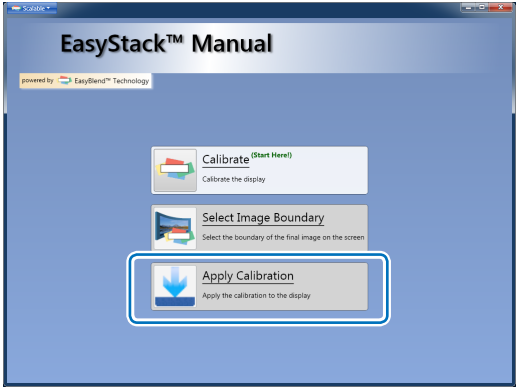 Scalable
EasyStack™ Manual
powered by EasyBlend™ Technology
Calibrate (Start Here!)
Calibrate the display
Select Image Boundary
Select the boundary of the final image on the screen
Apply Calibration
Apply the calibration to the display